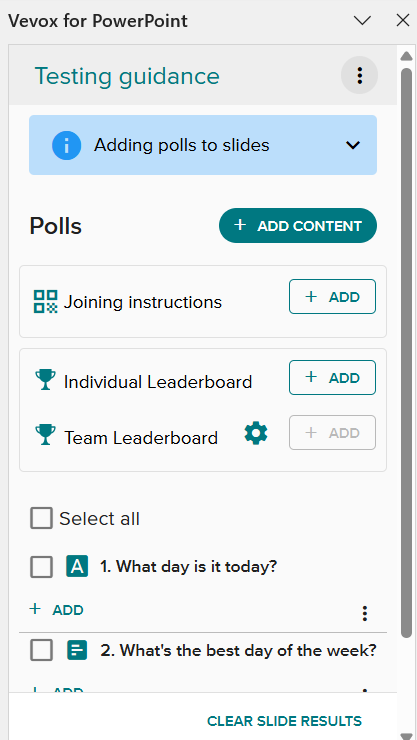 Vevox for PowerPoint
Testing guidance
Adding polls to slides
Polls
+ ADD CONTENT
Joining instructions
+ ADD
Individual Leaderboard
+ ADD
Team Leaderboard
+ ADD
Select all
A 1. What day is it today?
+ ADD
2. What's the best day of the week?
+ ADD
CLEAR SLIDE RESULTS